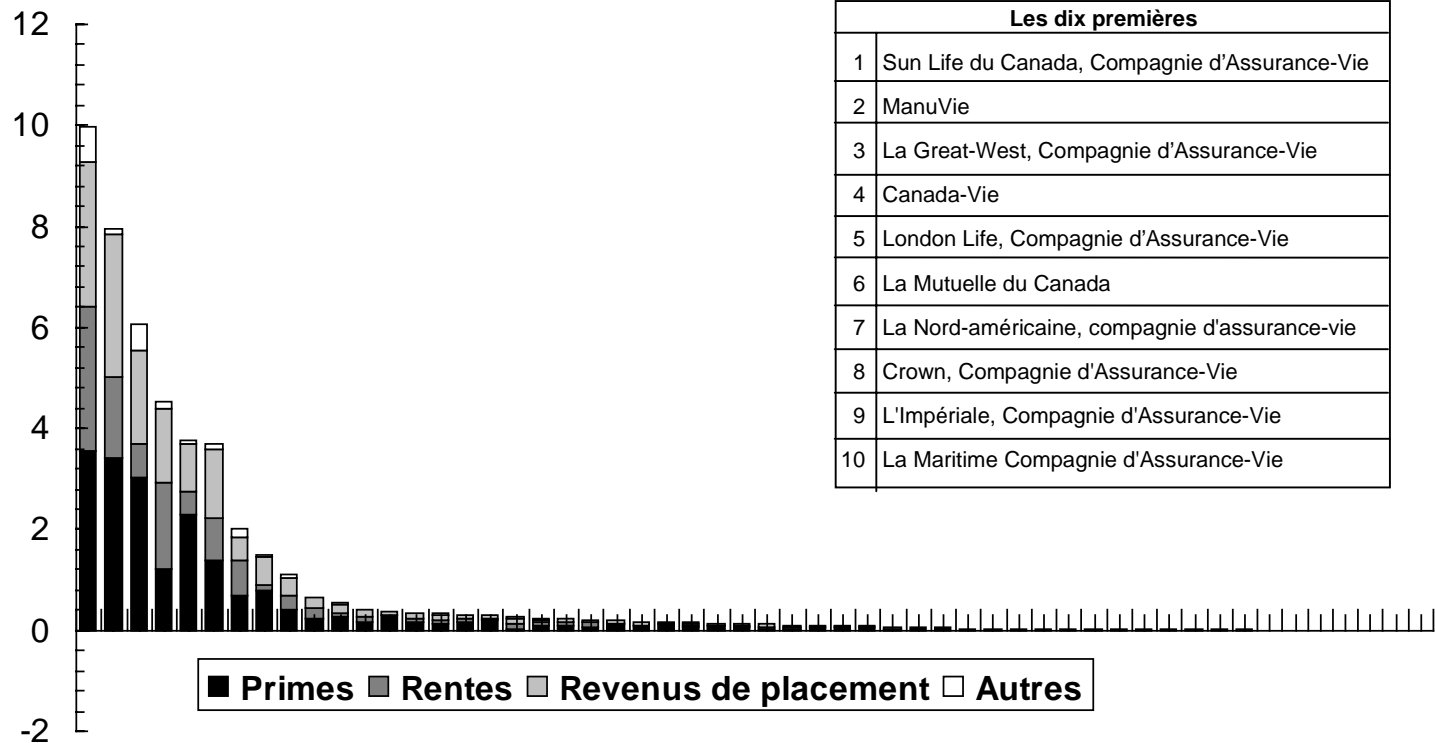 12
10
8
6
4
2
0
-2
Les dix premières
1 Sun Life du Canada, Compagnie d’Assurance-Vie
2 ManuVie
3 La Great-West, Compagnie d’Assurance-Vie
4 Canada-Vie
5 London Life, Compagnie d’Assurance-Vie
6 La Mutuelle du Canada
7 La Nord-américaine, compagnie d'assurance-vie
8 Crown, Compagnie d'Assurance-Vie
9 L'Impériale, Compagnie d'Assurance-Vie
10 La Maritime Compagnie d'Assurance-Vie
Primes Rentes Revenus de placement Autres